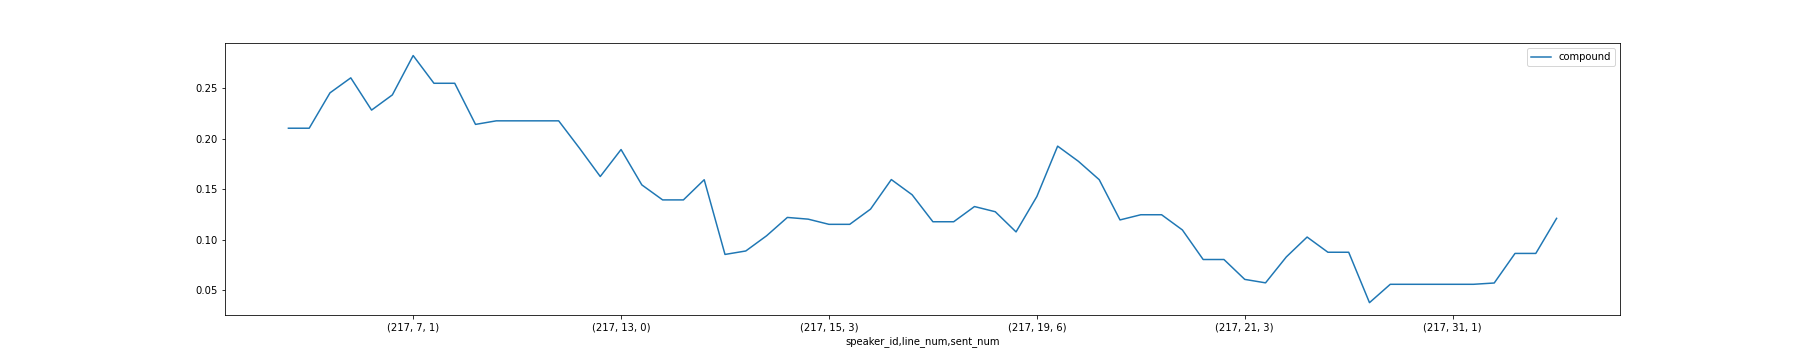 compound
0.25
0.20
0.15
0.10
0.05
(217, 7, 1) (217, 13, 0) (217, 15, 3) (217, 19, 6) (217, 21, 3) (217, 31, 1)
speaker_id,line_num,sent_num